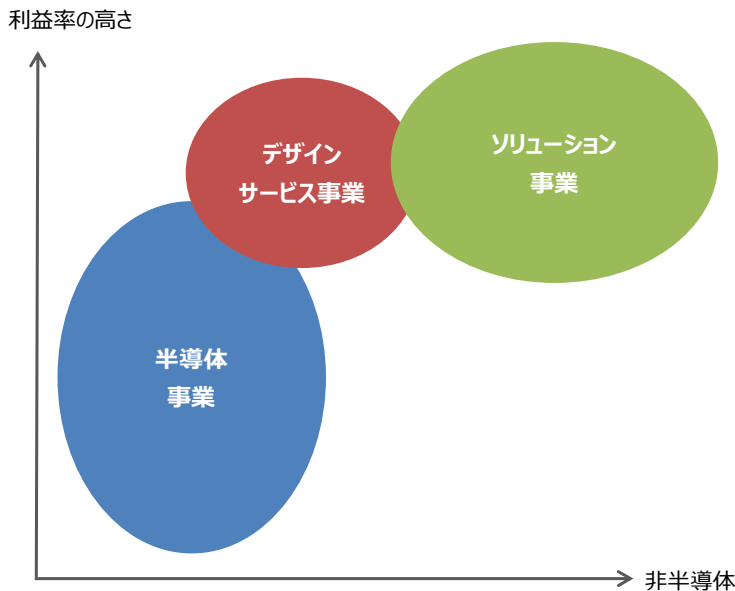 利益率の高さ
デザイン
サービス事業
ソリューション
事業
半導体
事業
非半導体